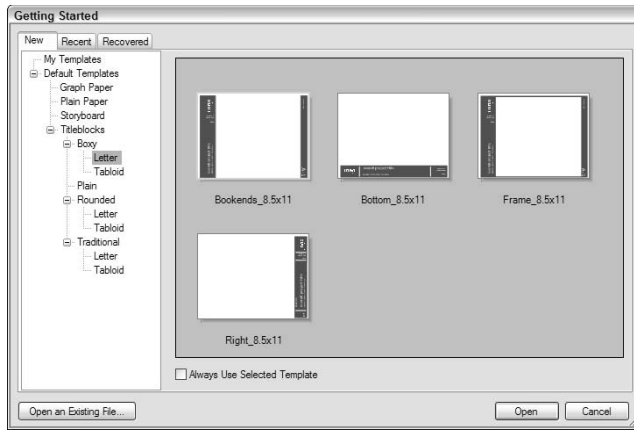 Getting Started
New Recent Recovered
My Templates
Default Templates
Graph Paper
Plain Paper
Storyboard
Titleblocks
Boxy
Letter
Tabloid
Plain
Rounded
Letter
Tabloid
Traditional
Letter
Tabloid
Bookends_8.5x11 Bottom_8.5x11 Frame_8.5x11
Right_8.5x11
Always Use Selected Template
Open an Existing File... Open Cancel